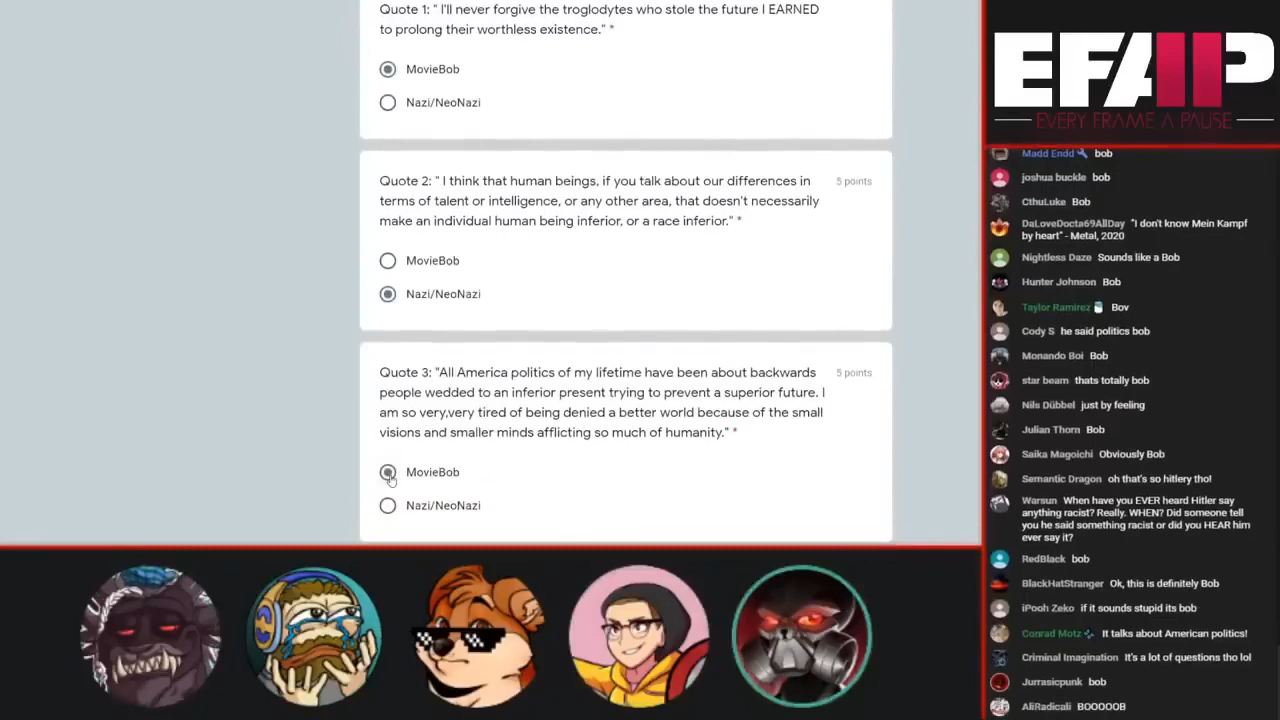 Quote 1: " I'll never forgive the troglodytes who stole the future I EARNED
to prolong their worthless existence." *
MovieBob
Nazi/NeoNazi
Quote 2: " I think that human beings, if you talk about our differences in
terms of talent or intelligence, or any other area, that doesn't necessarily
make an individual human being inferior, or a race inferior." *
5 points
MovieBob
Nazi/NeoNazi
Quote 3: "All America politics of my lifetime have been about backwards
people wedded to an inferior present trying to prevent a superior future. I
am so very,very tired of being denied a better world because of the small
visions and smaller minds afflicting so much of humanity." *
5 points
MovieBob
Nazi/NeoNazi
EFAP
EVERY FRAME A PAUSE
Madd Endd bob
joshua buckle bob
CthuLuke Bob
DaLoveDocta69AllDay "I don't know Mein Kampf
by heart" - Metal, 2020
Nightless Daze Sounds like a Bob
Hunter Johnson Bob
Taylor Ramirez Bov
Cody S he said politics bob
Monando Boi Bob
star beam thats totally bob
Nils Dübbel just by feeling
Julian Thorn Bob
Saika Magoichi Obviously Bob
Semantic Dragon oh that's so hitlery tho!
Warsun When have you EVER heard Hitler say
anything racist? Really. WHEN? Did someone tell
you he said something racist or did you HEAR him
ever say it?
RedBlack bob
BlackHatStranger Ok, this is definitely Bob
iPooh Zeko if it sounds stupid its bob
Conrad Motz It talks about American politics!
Criminal Imagination It's a lot of questions tho lol
Jurrasicpunk bob
AliRadicali BOOOOOB